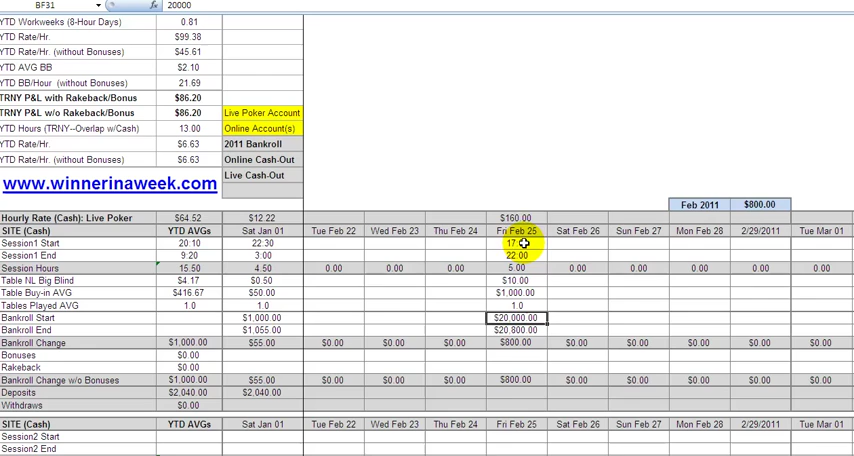 BF31 fx 20000
YTD Workweeks (8-Hour Days) 0.81
YTD Rate/Hr. $99.38
YTD Rate/Hr. (without Bonuses) $45.61
YTD AVG BB $2.10
YTD BB/Hour (without Bonuses) 21.69
TRNY P&L with Rakeback/Bonus $86.20
TRNY P&L w/o Rakeback/Bonus $86.20 Live Poker Account
YTD Hours (TRNY--Overlap w/Cash) 13.00 Online Account(s)
YTD Rate/Hr. $6.63 2011 Bankroll
YTD Rate/Hr. (without Bonuses) $6.63 Online Cash-Out
Live Cash-Out
www.winnerinaweek.com
Feb 2011 $800.00
Hourly Rate (Cash): Live Poker $64.52 $12.22 $160.00
SITE (Cash) YTD AVGs Sat Jan 01 Tue Feb 22 Wed Feb 23 Thu Feb 24 Fri Feb 25 Sat Feb 26 Sun Feb 27 Mon Feb 28 2/29/2011 Tue Mar 01
Session1 Start 20:10 22:30 17
Session1 End 9:20 3:00 22:00
Session Hours 15.50 4.50 0.00 0.00 0.00 5.00 0.00 0.00 0.00 0.00 0.00
Table NL Big Blind $4.17 $0.50 $10.00
Table Buy-in AVG $416.67 $50.00 $1,000.00
Tables Played AVG 1.0 1.0 1.0
Bankroll Start $1,000.00 $20,000.00
Bankroll End $1,055.00 $20,800.00
Bankroll Change $1,000.00 $55.00 $0.00 $0.00 $0.00 $800.00 $0.00 $0.00 $0.00 $0.00 $0.00
Bonuses $0.00
Rakeback $0.00
Bankroll Change w/o Bonuses $1,000.00 $55.00 $0.00 $0.00 $0.00 $800.00 $0.00 $0.00 $0.00 $0.00 $0.00
Deposits $2,040.00 $2,040.00
Withdraws $0.00
SITE (Cash) YTD AVGs Sat Jan 01 Tue Feb 22 Wed Feb 23 Thu Feb 24 Fri Feb 25 Sat Feb 26 Sun Feb 27 Mon Feb 28 2/29/2011 Tue Mar 01
Session2 Start
Session2 End